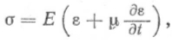 σ = E ( ε + μ ∂ε/∂t ),